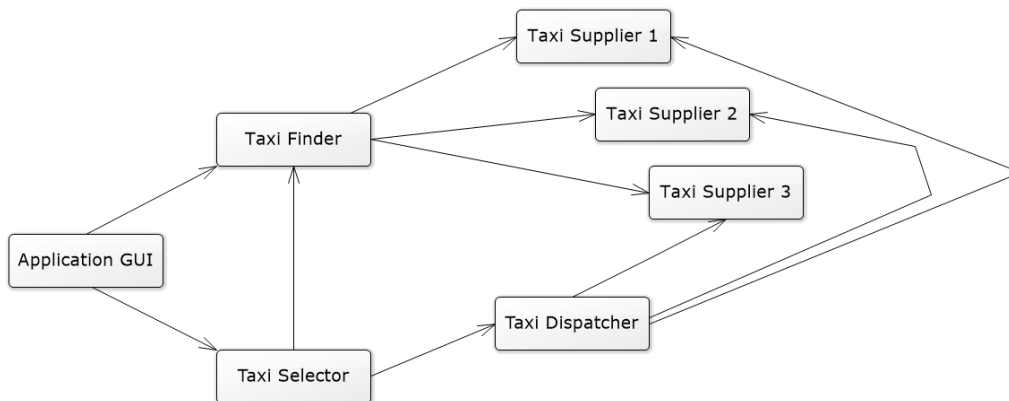 Taxi Supplier 1
Taxi Supplier 2
Taxi Finder
Taxi Supplier 3
Application GUI
Taxi Dispatcher
Taxi Selector